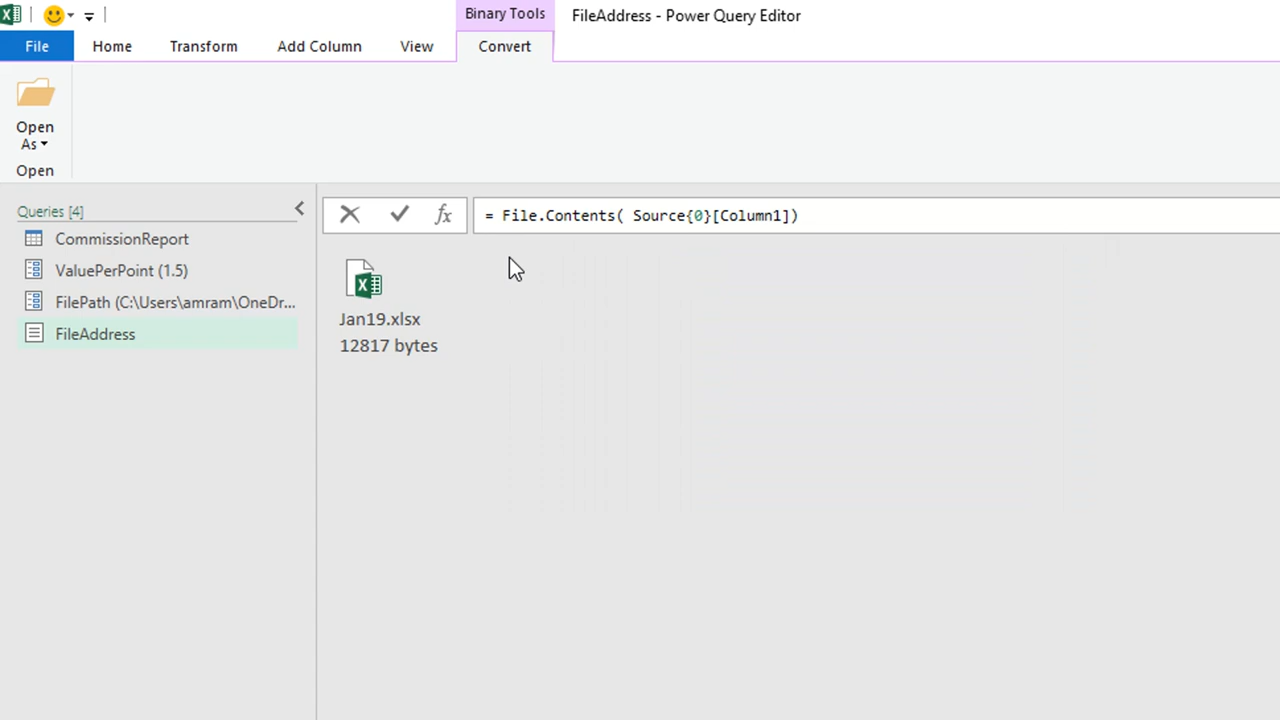 Binary Tools
FileAddress - Power Query Editor
File
Home
Transform
Add Column
View
Convert
Open
As
Open
Queries [4]
fx
= File.Contents( Source{0}[Column1])
CommissionReport
ValuePerPoint (1.5)
FilePath (C:\Users\amram\OneDr...
FileAddress
Jan19.xlsx
12817 bytes